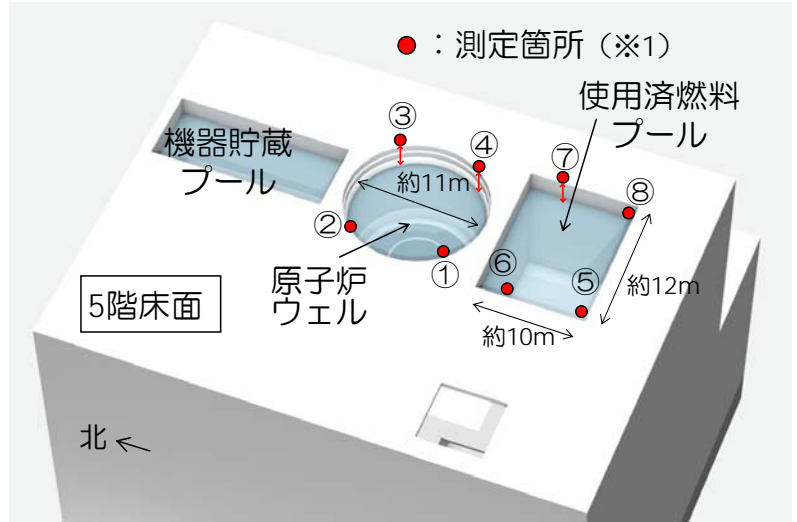 ●：測定箇所（※1）
使用済燃料
プール
機器貯蔵
プール
③
④
⑦
⑧
約11m
②
①
⑥
⑤
原子炉
ウェル
約12m
約10m
5階床面
北